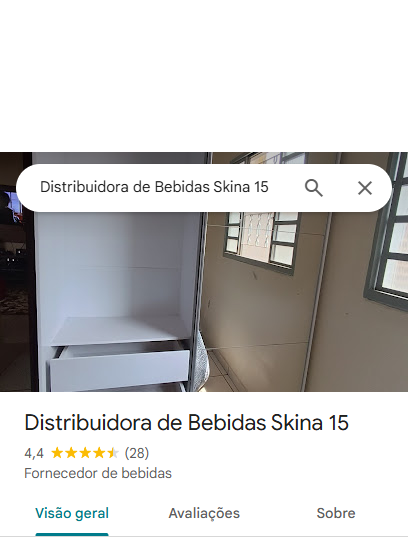 Distribuidora de Bebidas Skina 15
Distribuidora de Bebidas Skina 15
4,4 (28)
Fornecedor de bebidas
Visão geral Avaliações Sobre